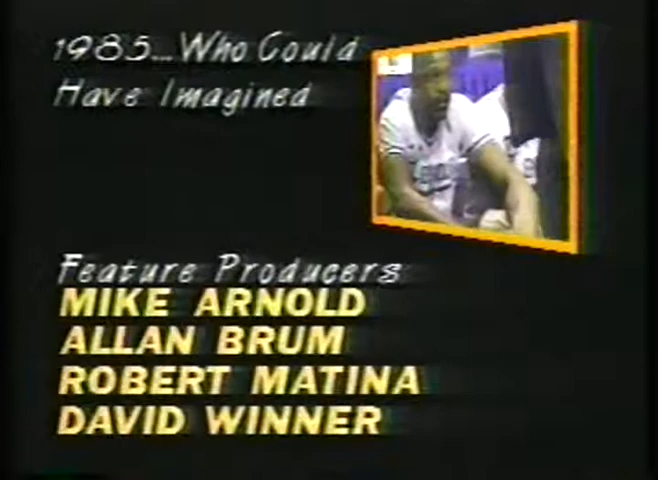 1985...Who Could
Have Imagined
Feature Producers
MIKE ARNOLD
ALLAN BRUM
ROBERT MATINA
DAVID WINNER